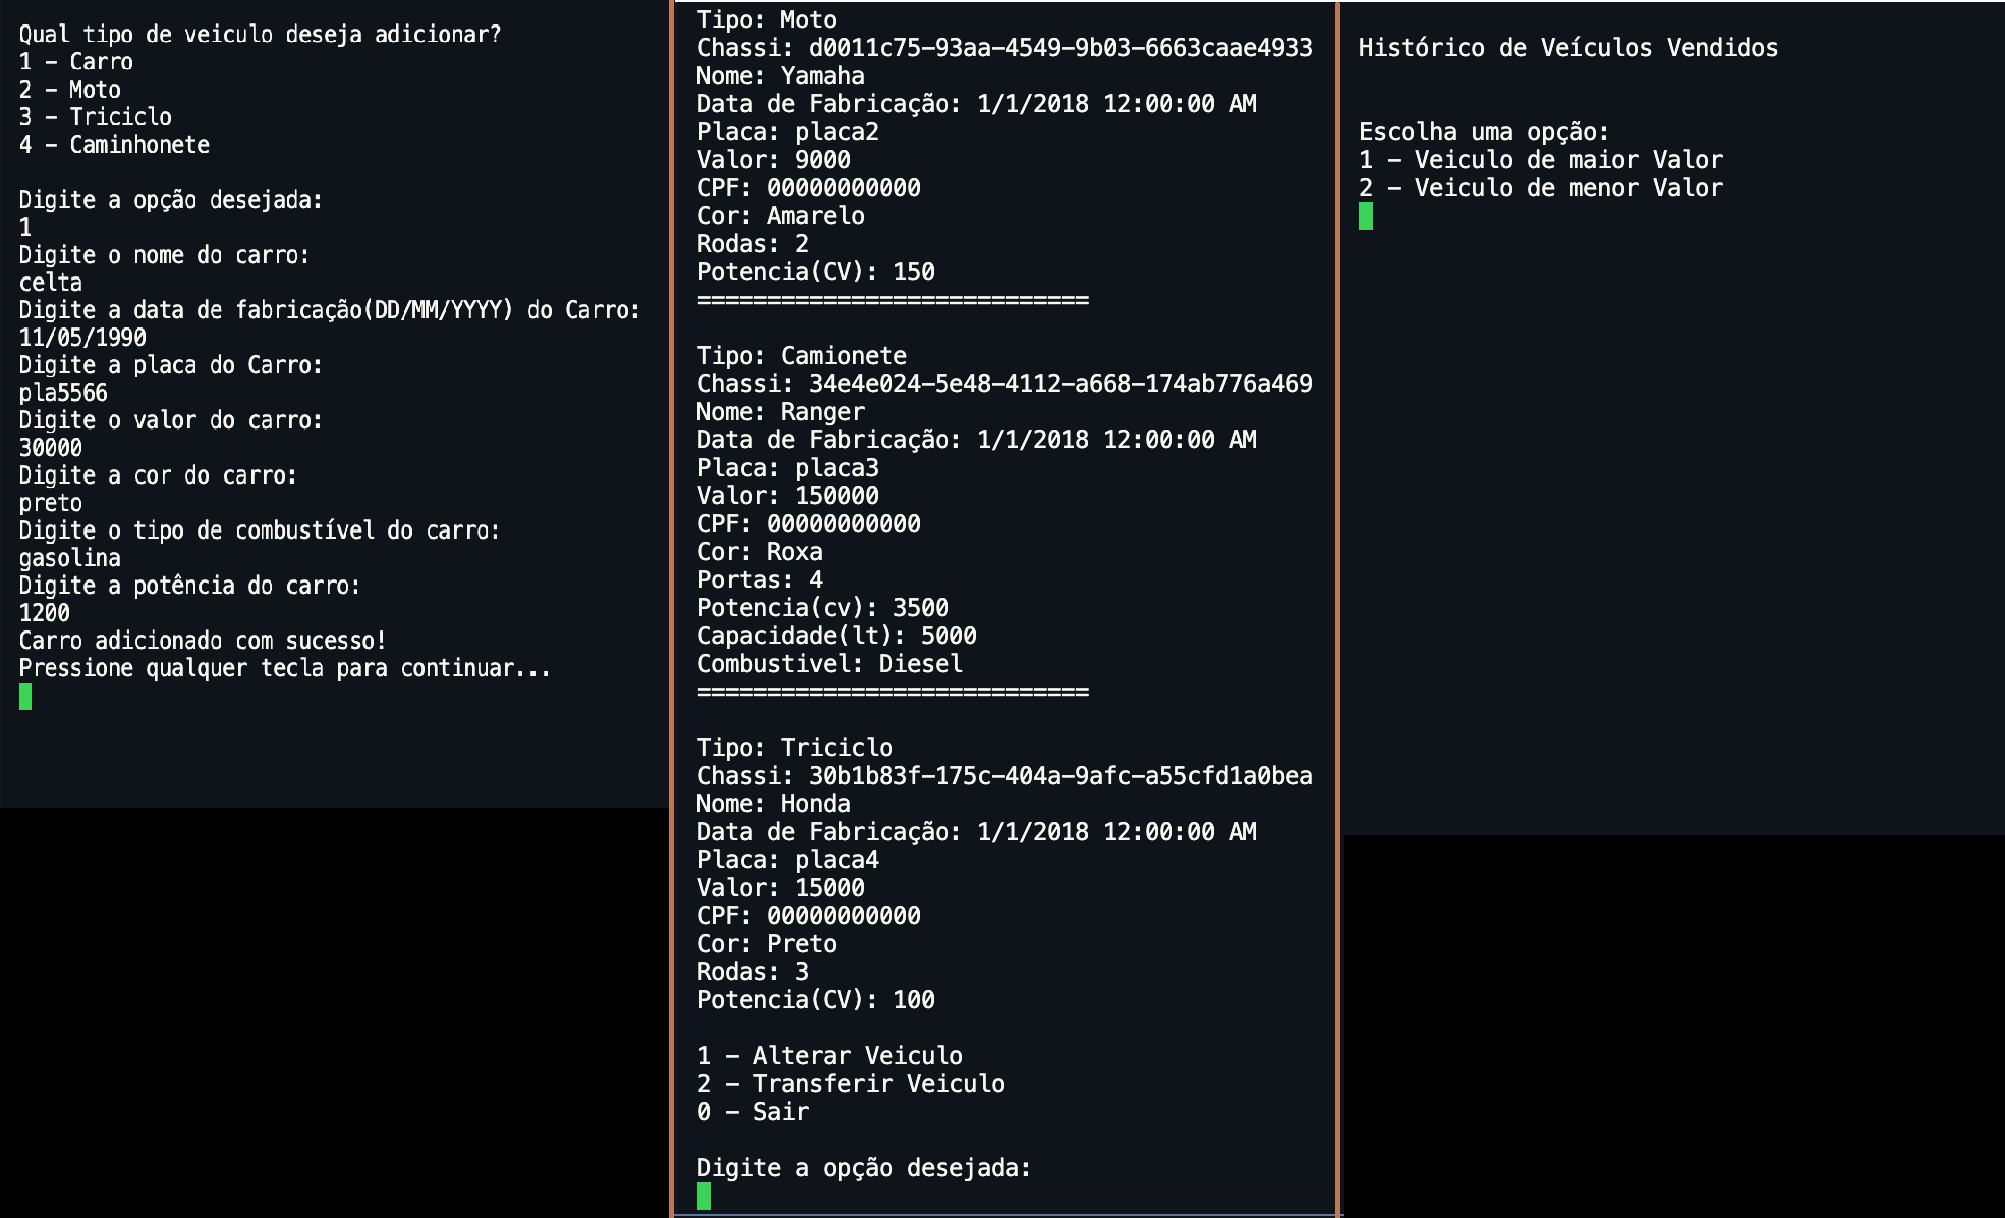 Qual tipo de veiculo deseja adicionar?
1 - Carro
2 - Moto
3 - Triciclo
4 - Caminhonete
Digite a opção desejada:
1
Digite o nome do carro:
celta
Digite a data de fabricação(DD/MM/YYYY) do Carro:
11/05/1990
Digite a placa do Carro:
pla5566
Digite o valor do carro:
30000
Digite a cor do carro:
preto
Digite o tipo de combustível do carro:
gasolina
Digite a potência do carro:
1200
Carro adicionado com sucesso!
Pressione qualquer tecla para continuar...
Tipo: Moto
Chassi: d0011c75-93aa-4549-9b03-6663caae4933
Nome: Yamaha
Data de Fabricação: 1/1/2018 12:00:00 AM
Placa: placa2
Valor: 9000
CPF: 00000000000
Cor: Amarelo
Rodas: 2
Potencia(CV): 150
============================
Tipo: Camionete
Chassi: 34e4e024-5e48-4112-a668-174ab776a469
Nome: Ranger
Data de Fabricação: 1/1/2018 12:00:00 AM
Placa: placa3
Valor: 150000
CPF: 00000000000
Cor: Roxa
Portas: 4
Potencia(cv): 3500
Capacidade(lt): 5000
Combustivel: Diesel
============================
Tipo: Triciclo
Chassi: 30b1b83f-175c-404a-9afc-a55cfd1a0bea
Nome: Honda
Data de Fabricação: 1/1/2018 12:00:00 AM
Placa: placa4
Valor: 15000
CPF: 00000000000
Cor: Preto
Rodas: 3
Potencia(CV): 100
1 - Alterar Veiculo
2 - Transferir Veiculo
0 - Sair
Digite a opção desejada:
Histórico de Veículos Vendidos
Escolha uma opção:
1 - Veiculo de maior Valor
2 - Veiculo de menor Valor